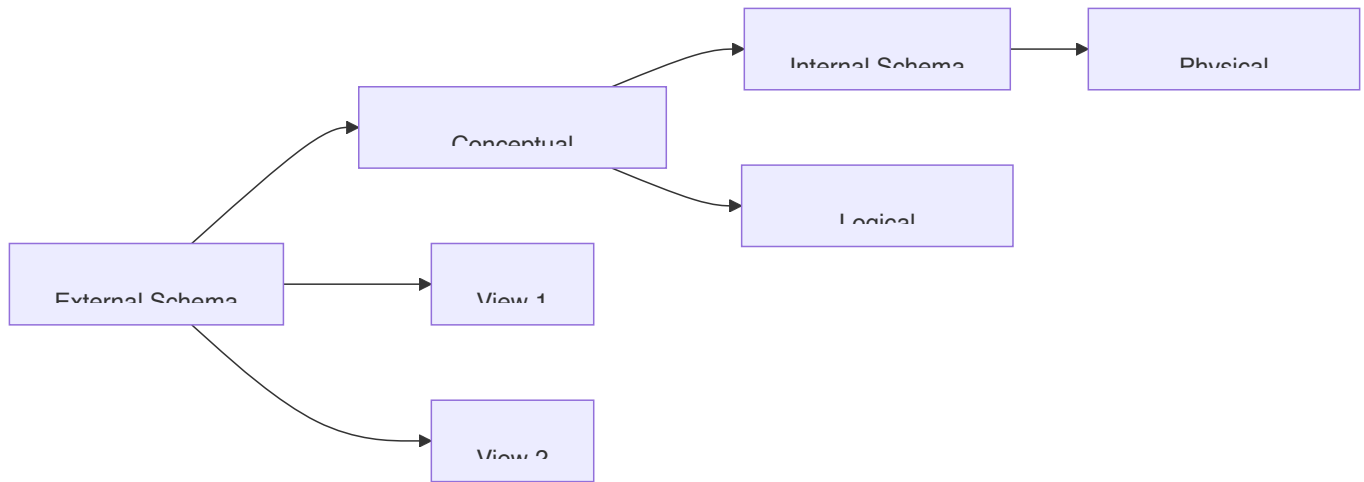 Internal Schema
Physical
Conceptual
Logical
External Schema
View 1
View 2